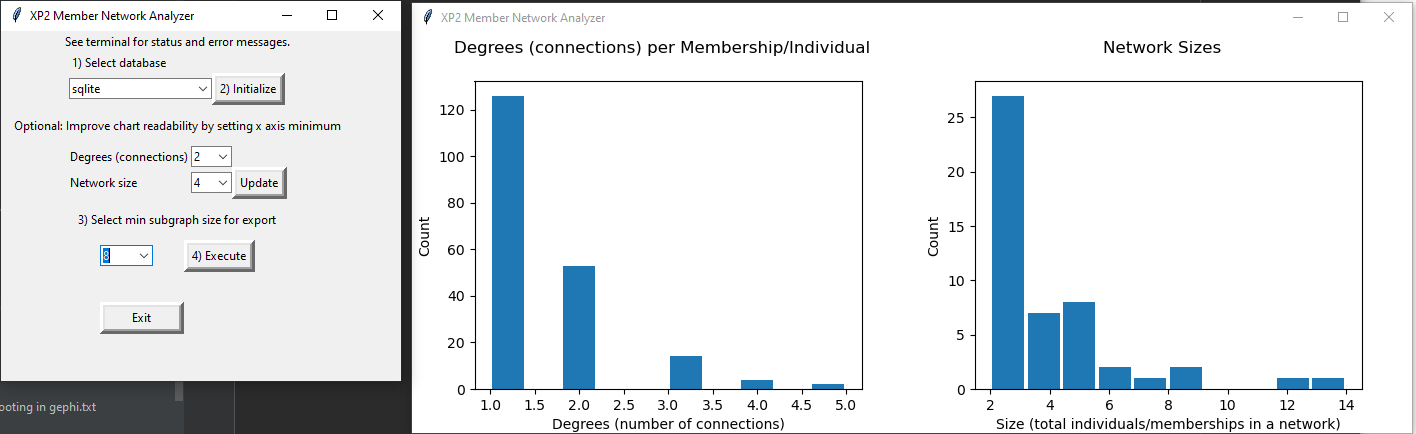 XP2 Member Network Analyzer
See terminal for status and error messages.
1) Select database
sqlite
2) Initialize
Optional: Improve chart readability by setting x axis minimum
Degrees (connections) 2
Network size 4 Update
3) Select min subgraph size for export
8 4) Execute
Exit
ooting in gephi.txt
XP2 Member Network Analyzer
Degrees (connections) per Membership/Individual
Count
120
100
80
60
40
20
0
1.0 1.5 2.0 2.5 3.0 3.5 4.0 4.5 5.0
Degrees (number of connections)
Network Sizes
Count
25
20
15
10
5
0
2 4 6 8 10 12 14
Size (total individuals/memberships in a network)